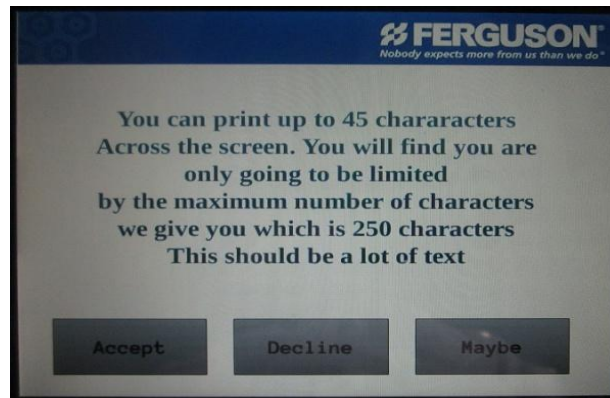 FERGUSON
Nobody expects more from us than we do
You can print up to 45 chararacters
Across the screen. You will find you are
only going to be limited
by the maximum number of characters
we give you which is 250 characters
This should be a lot of text
Accept Decline Maybe